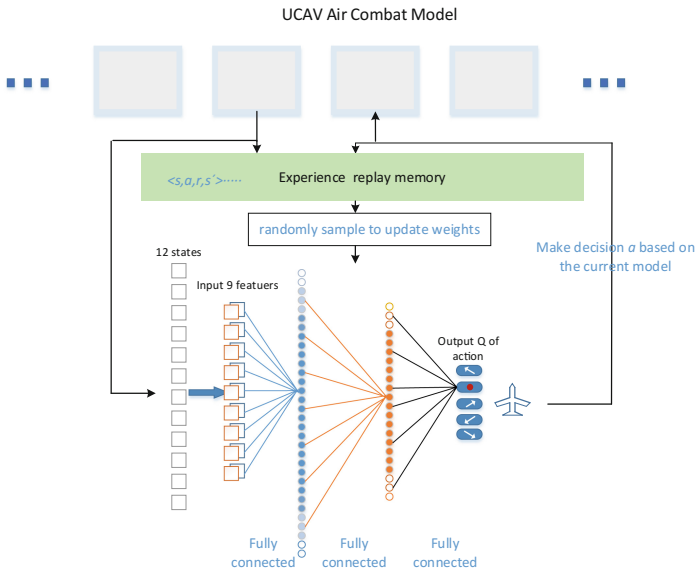 UCAV Air Combat Model
<s,a,r,s´>·····
Experience replay memory
randomly sample to update weights
Make decision a based on
the current model
12 states
Input 9 featuers
Output Q of
action
Fully
connected
Fully
connected
Fully
connected